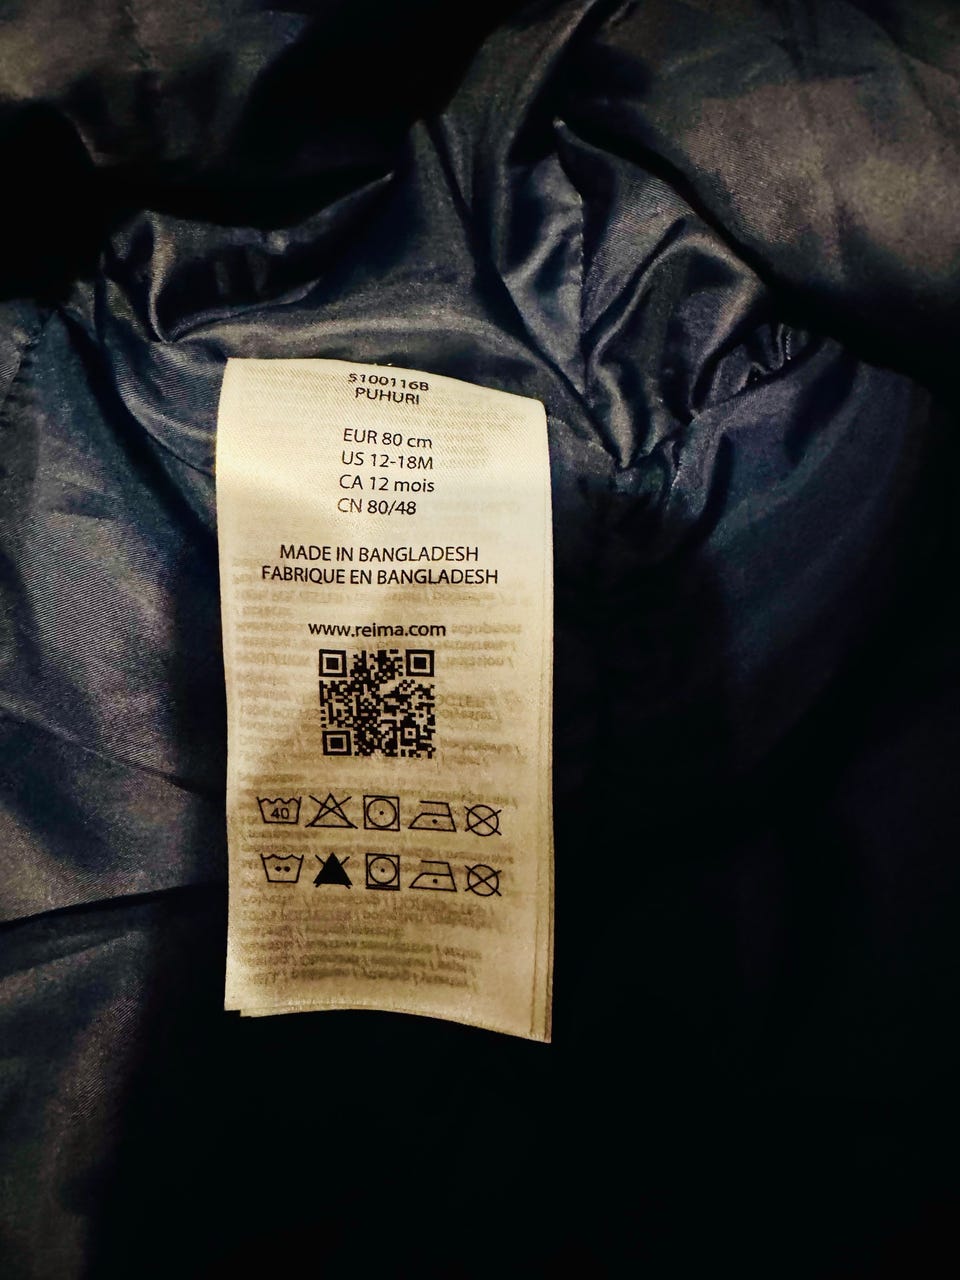 5100116B
PUHURI
EUR 80 cm
US 12-18M
CA 12 mois
CN 80/48
MADE IN BANGLADESH
FABRIQUE EN BANGLADESH
www.reima.com
40